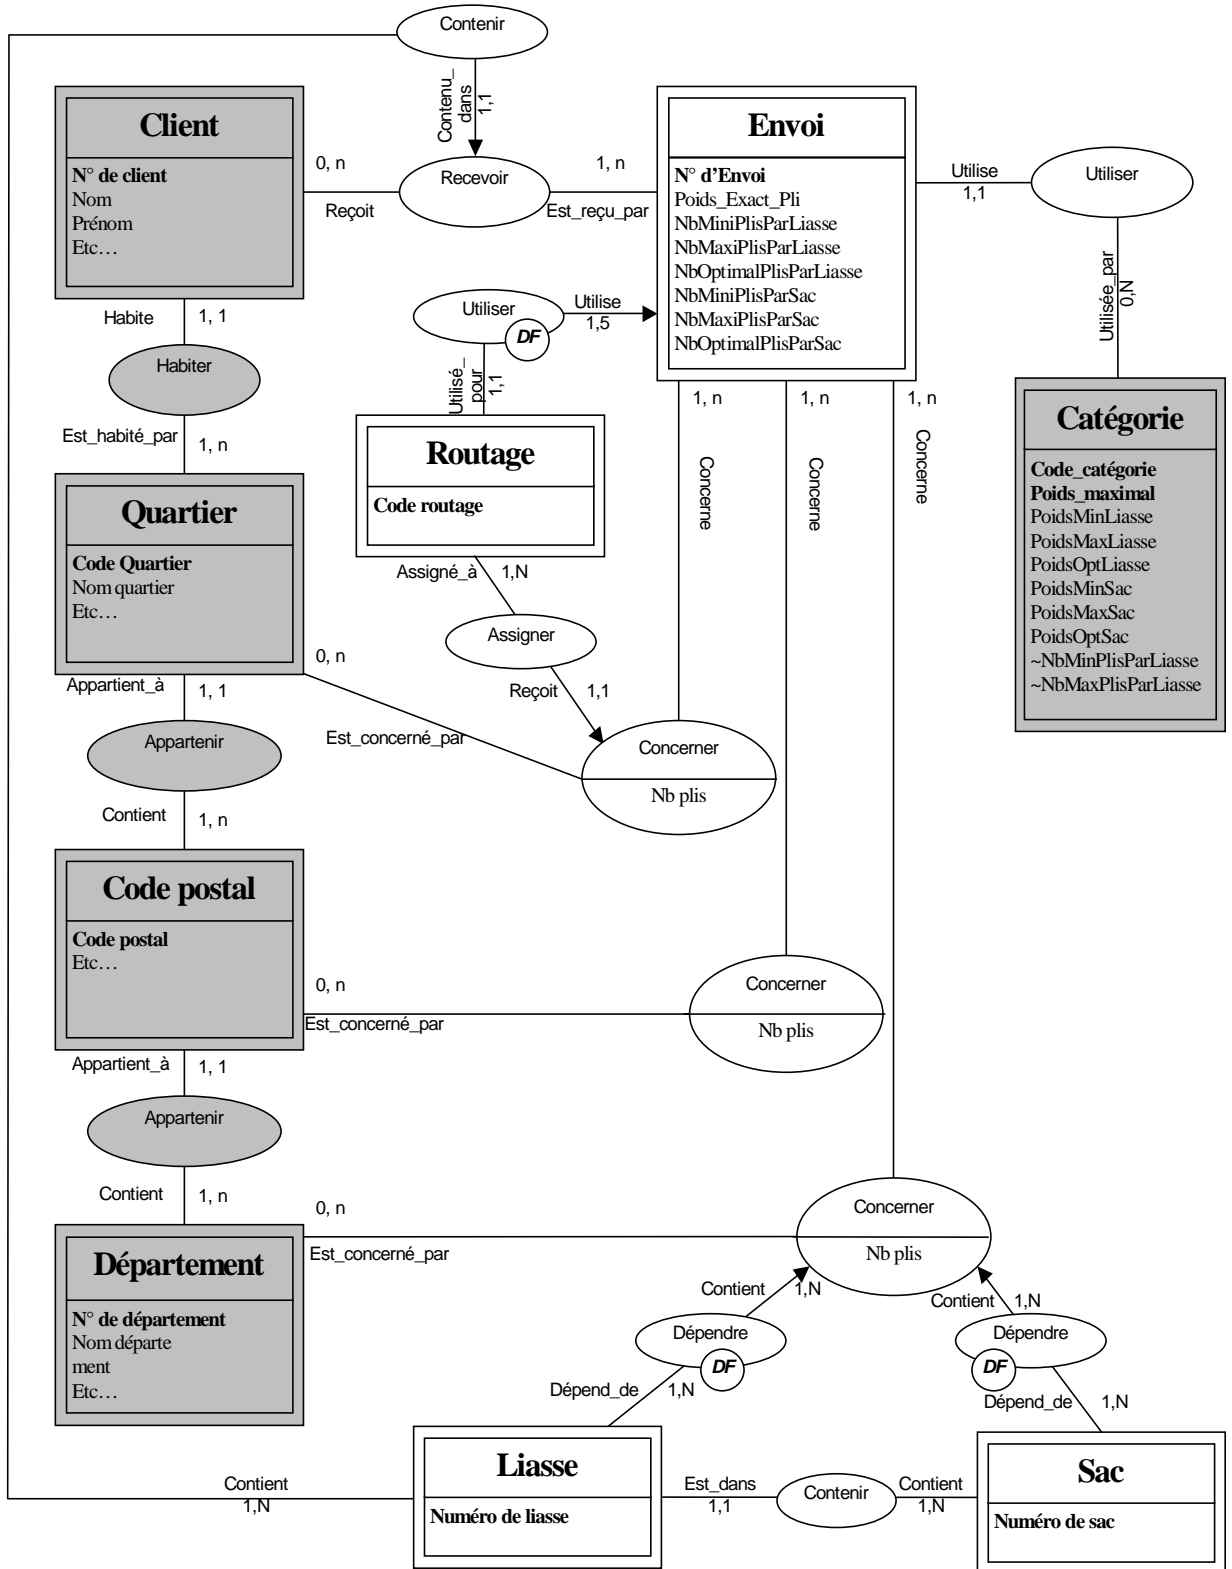 Contenir
Contenu_
dans
1,1
Client
N° de client
Nom
Prénom
Etc…
0, n
Reçoit
Recevoir
1, n
Est_reçu_par
Envoi
N° d’Envoi
Poids_Exact_Pli
NbMiniPlisParLiasse
NbMaxiPlisParLiasse
NbOptimalPlisParLiasse
NbMiniPlisParSac
NbMaxiPlisParSac
NbOptimalPlisParSac
Utilise
1,1
Utiliser
Utilisée_par
0,N
Habite
1, 1
Habiter
Est_habité_par
1, n
Utiliser
DF
Utilise
1,5
Utilisé_
pour
1,1
Routage
Code routage
1, n
Concerne
1, n
Concerne
1, n
Concerne
Catégorie
Code_catégorie
Poids_maximal
PoidsMinLiasse
PoidsMaxLiasse
PoidsOptLiasse
PoidsMinSac
PoidsMaxSac
PoidsOptSac
~NbMinPlisParLiasse
~NbMaxPlisParLiasse
Quartier
Code Quartier
Nom quartier
Etc…
Assigné_à
1,N
Assigner
Reçoit
1,1
0, n
Est_concerné_par
Concerner
Nb plis
Appartient_à
1, 1
Appartenir
Contient
1, n
Code postal
Code postal
Etc…
0, n
Est_concerné_par
Concerner
Nb plis
Appartient_à
1, 1
Appartenir
Contient
1, n
0, n
Est_concerné_par
Concerner
Nb plis
Département
N° de département
Nom départe
ment
Etc…
Contient
1,N
Dépendre
DF
Dépend_de
1,N
Contient
1,N
Dépendre
DF
Dépend_de
1,N
Contient
1,N
Liasse
Numéro de liasse
Est_dans
1,1
Contenir
Contient
1,N
Sac
Numéro de sac